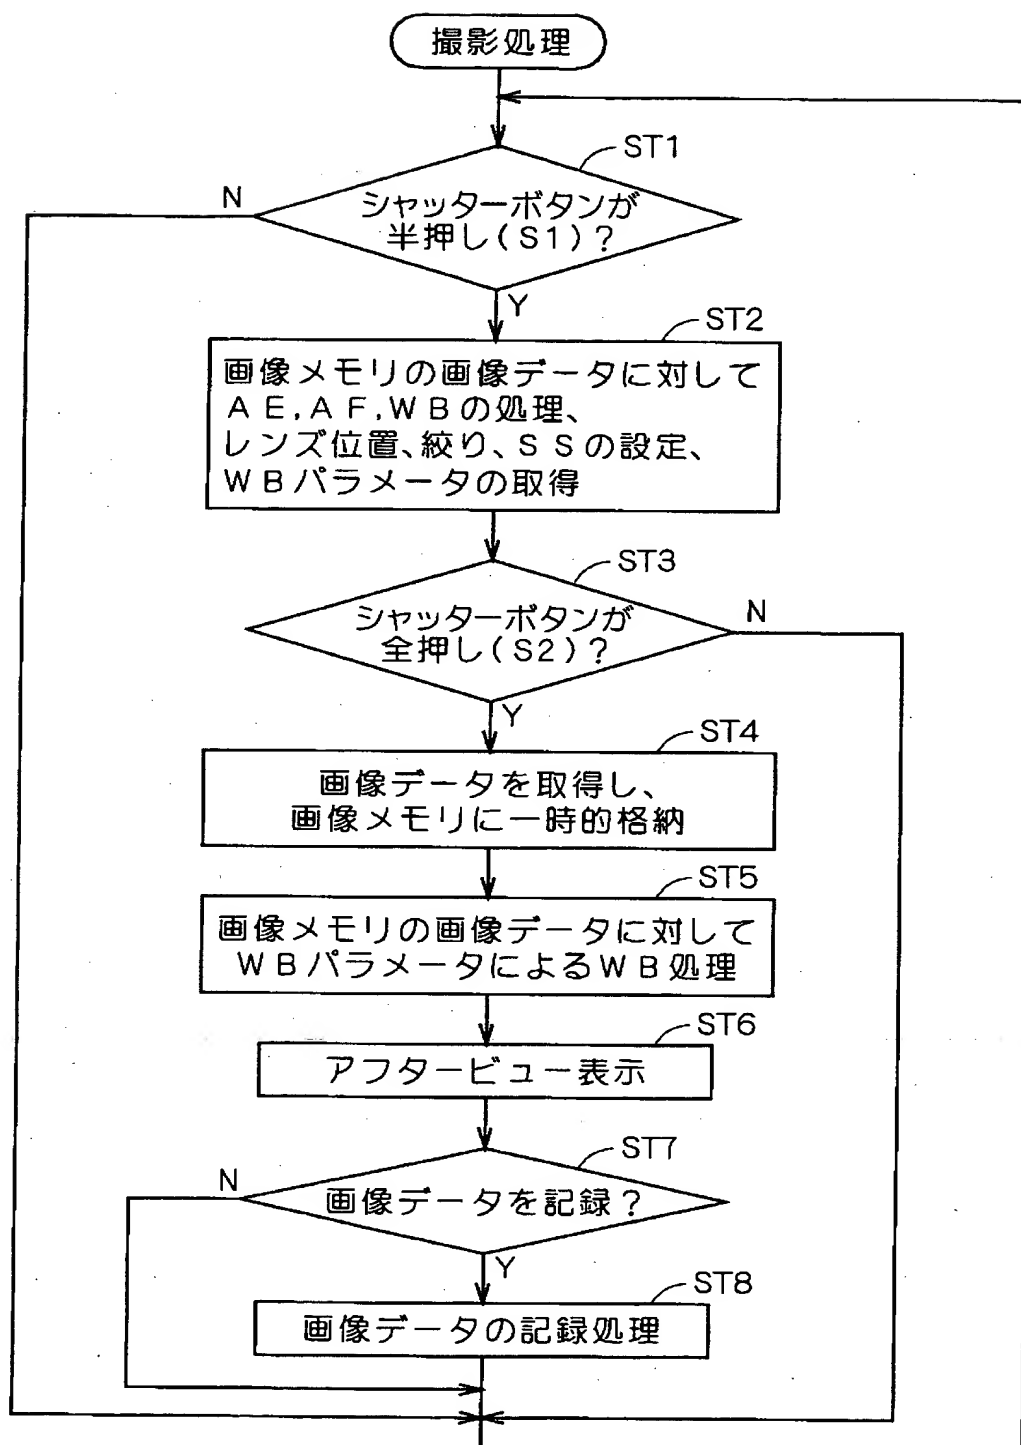 撮影処理
ST1
N
シャッターボタンが
半押し(S1)?
Y
ST2
画像メモリの画像データに対して
AE,AF,WBの処理、
レンズ位置、絞り、SSの設定、
WBパラメータの取得
ST3
シャッターボタンが
全押し(S2)?
N
Y
ST4
画像データを取得し、
画像メモリに一時的格納
ST5
画像メモリの画像データに対して
WBパラメータによるWB処理
ST6
アフタービュー表示
ST7
N
画像データを記録?
Y
ST8
画像データの記録処理